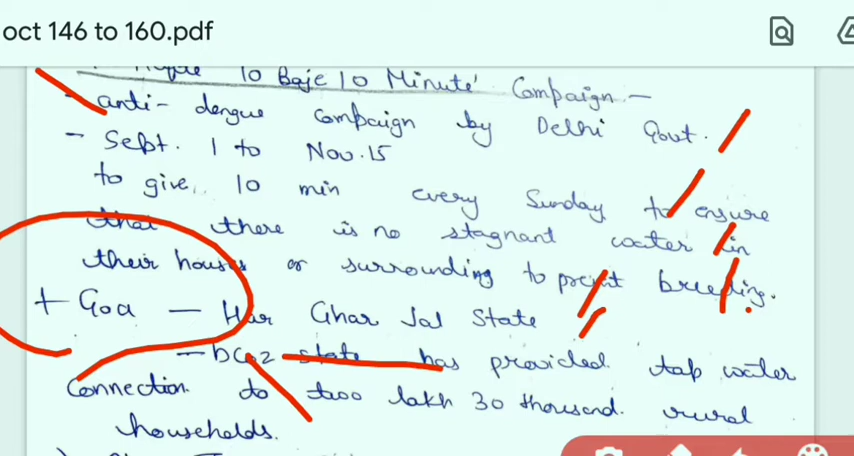 oct 146 to 160.pdf
10 Baje 10 Minute' Campaign -
- anti-dengue campaign by Delhi Govt.
- Sept. 1 to Nov. 15
to give 10 min every Sunday to ensure
that there is no stagnant water in
their houses or surrounding to prevent breeding.
+ Goa - Har Ghar Jal State
- bcoz state has provided tap water
connection to two lakh 30 thousand rural
households.